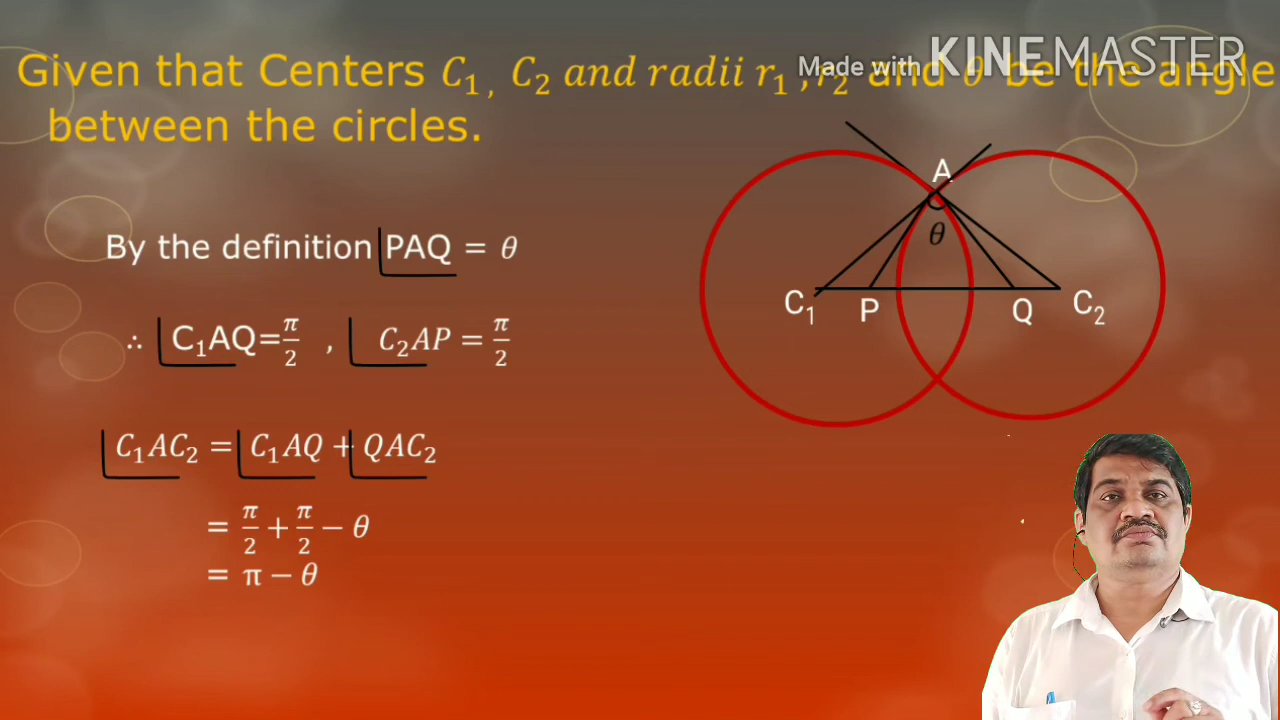 Given that Centers C₁, C₂ and radii r₁, r₂ and θ be the angle
Made with KINEMASTER
between the circles.
By the definition ∠PAQ = θ
∴ ∠C₁AQ=π/2 , ∠C₂AP = π/2
∠C₁AC₂ = ∠C₁AQ + ∠QAC₂
= π/2 + π/2 − θ
= π − θ
A
θ
C₁ P Q C₂